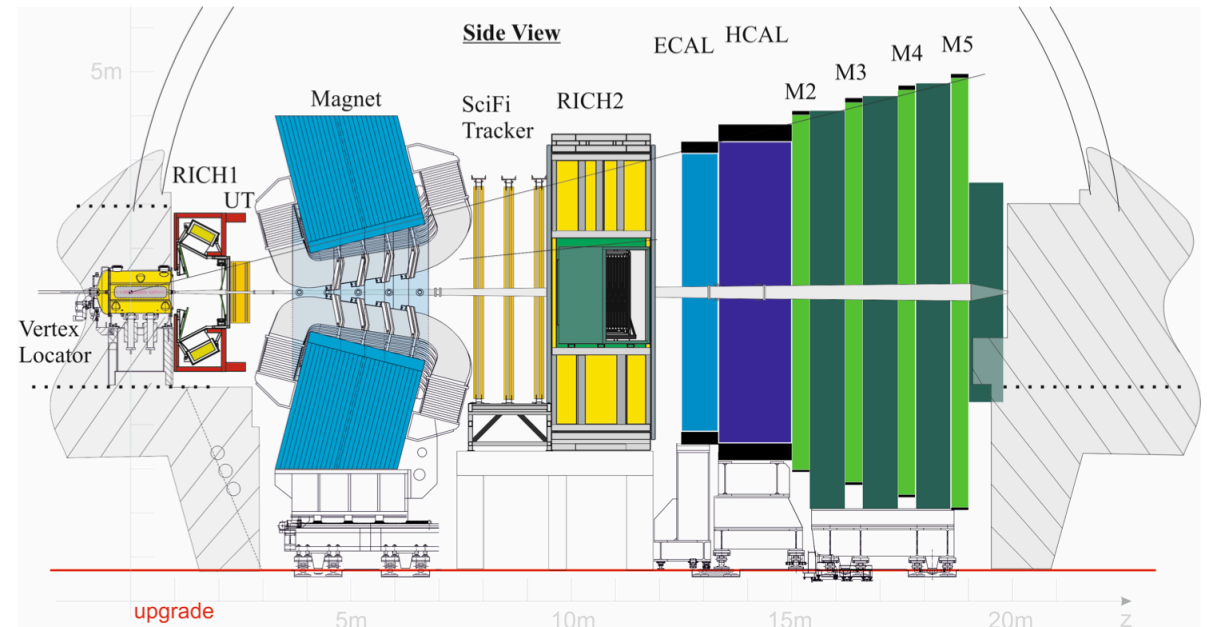 Side View
ECAL
HCAL
M5
M4
M3
M2
5m
Magnet
SciFi
Tracker
RICH2
RICH1
UT
Vertex
Locator
upgrade
5m
10m
15m
20m
z